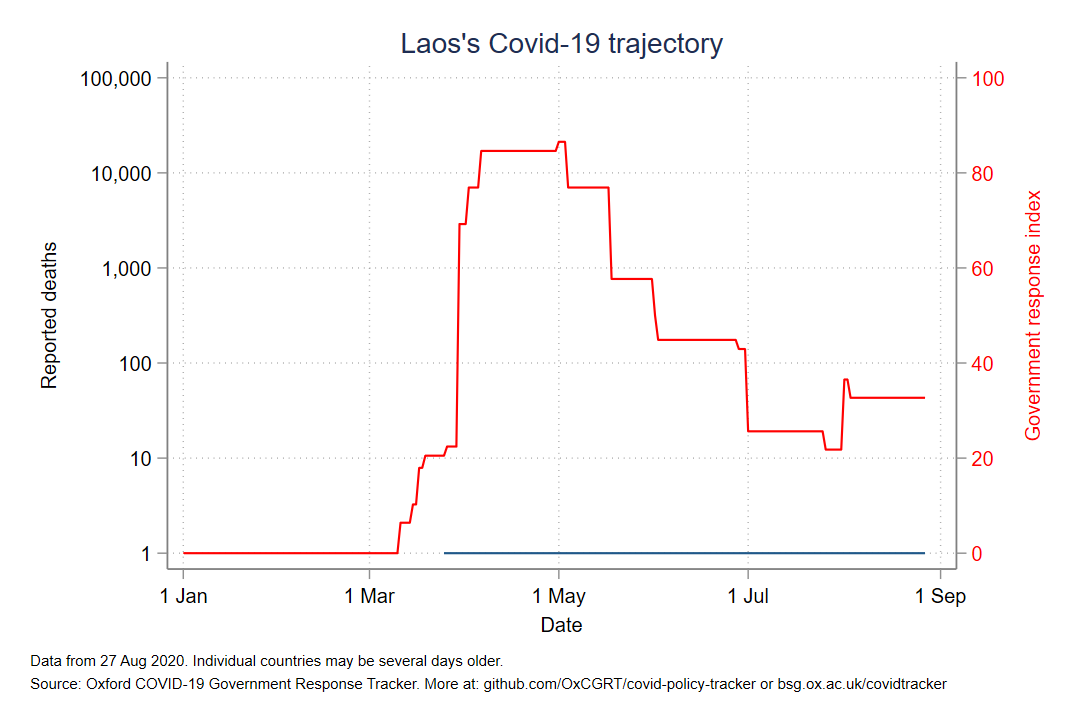 Laos's Covid-19 trajectory
100,000
10,000
1,000
100
10
1
Reported deaths
100
80
60
40
20
0
Government response index
1 Jan
1 Mar
1 May
1 Jul
1 Sep
Date
Data from 27 Aug 2020. Individual countries may be several days older.
Source: Oxford COVID-19 Government Response Tracker. More at: github.com/OxCGRT/covid-policy-tracker or bsg.ox.ac.uk/covidtracker